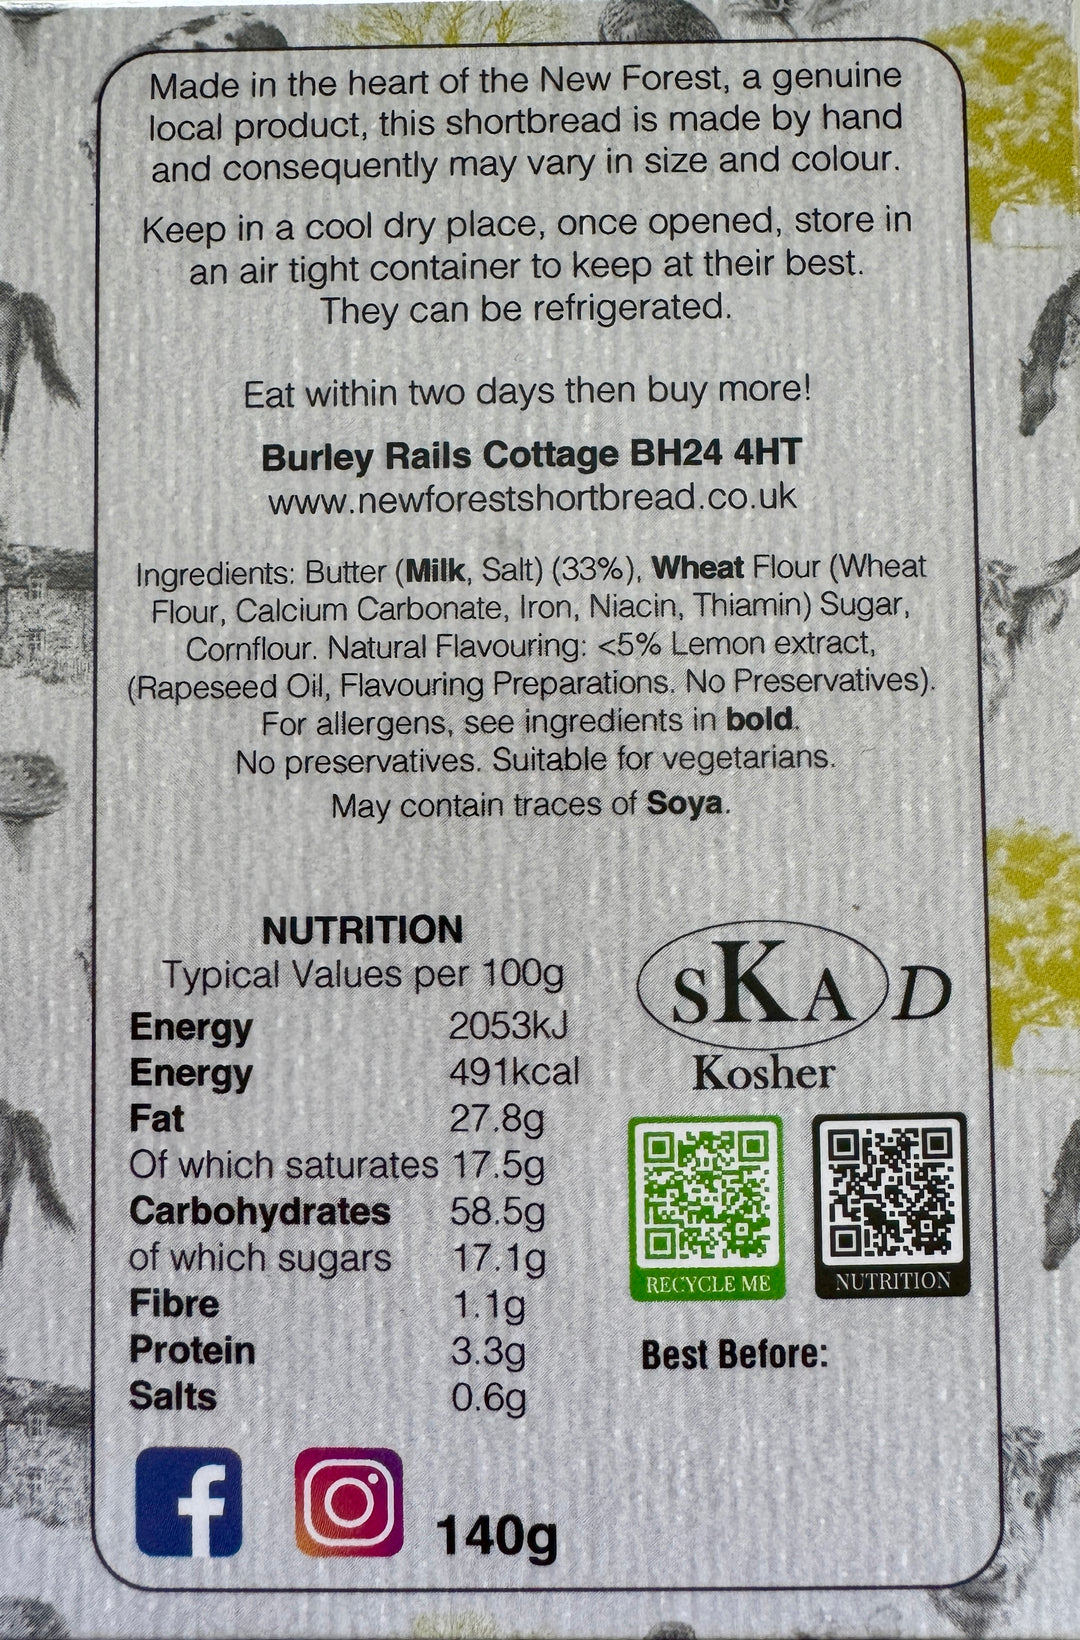 Made in the heart of the New Forest, a genuine
local product, this shortbread is made by hand
and consequently may vary in size and colour.
Keep in a cool dry place, once opened, store in
an air tight container to keep at their best.
They can be refrigerated.
Eat within two days then buy more!
Burley Rails Cottage BH24 4HT
www.newforestshortbread.co.uk
Ingredients: Butter (Milk, Salt) (33%), Wheat Flour (Wheat
Flour, Calcium Carbonate, Iron, Niacin, Thiamin) Sugar,
Cornflour. Natural Flavouring: <5% Lemon extract,
(Rapeseed Oil, Flavouring Preparations. No Preservatives).
For allergens, see ingredients in bold.
No preservatives. Suitable for vegetarians.
May contain traces of Soya.
NUTRITION
Typical Values per 100g
Energy 2053kJ
Energy 491kcal
Fat 27.8g
Of which saturates 17.5g
Carbohydrates 58.5g
of which sugars 17.1g
Fibre 1.1g
Protein 3.3g
Salts 0.6g
140g
SKA D
Kosher
RECYCLE ME
NUTRITION
Best Before: